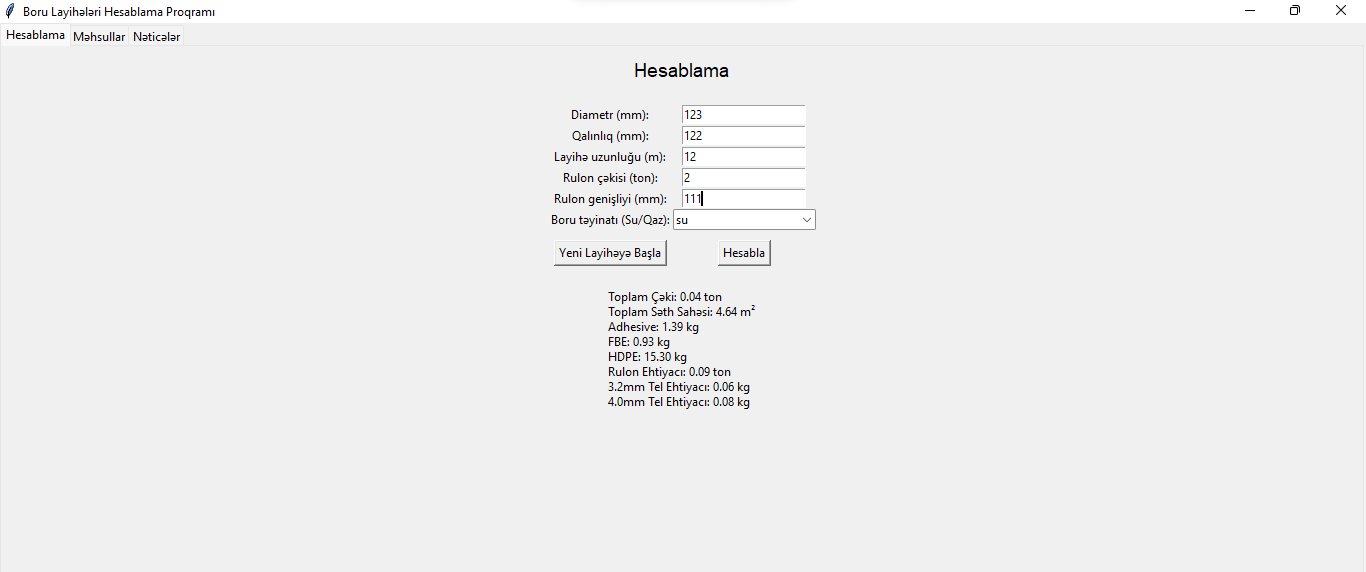 Boru Layihələri Hesablama Proqramı
Hesablama Məhsullar Nəticələr
Hesablama
Diametr (mm): 123
Qalınlıq (mm): 122
Layihə uzunluğu (m): 12
Rulon çəkisi (ton): 2
Rulon genişliyi (mm): 111
Boru təyinatı (Su/Qaz): su
Yeni Layihəyə Başla Hesabla
Toplam Çəki: 0.04 ton
Toplam Səth Sahəsi: 4.64 m²
Adhesive: 1.39 kg
FBE: 0.93 kg
HDPE: 15.30 kg
Rulon Ehtiyacı: 0.09 ton
3.2mm Tel Ehtiyacı: 0.06 kg
4.0mm Tel Ehtiyacı: 0.08 kg